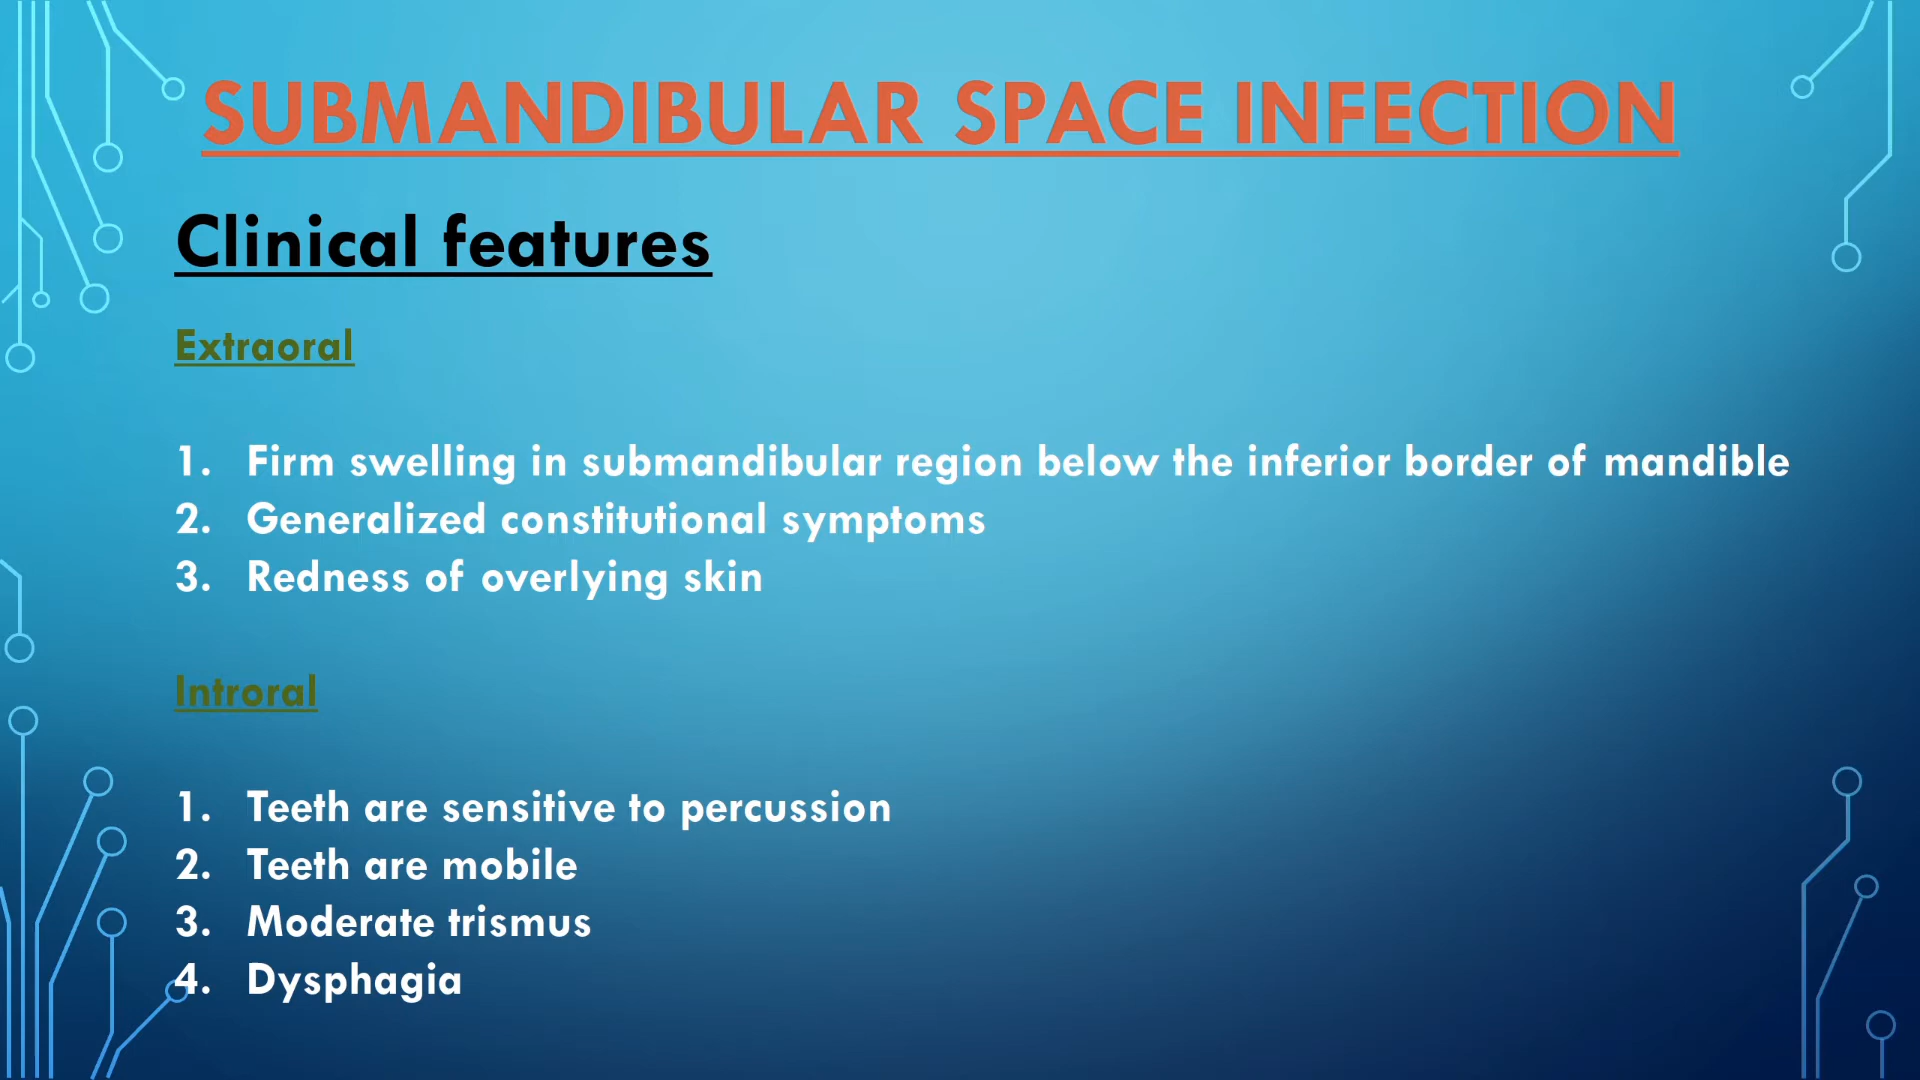 SUBMANDIBULAR SPACE INFECTION
Clinical features
Extraoral
1. Firm swelling in submandibular region below the inferior border of mandible
2. Generalized constitutional symptoms
3. Redness of overlying skin
Introral
1. Teeth are sensitive to percussion
2. Teeth are mobile
3. Moderate trismus
4. Dysphagia